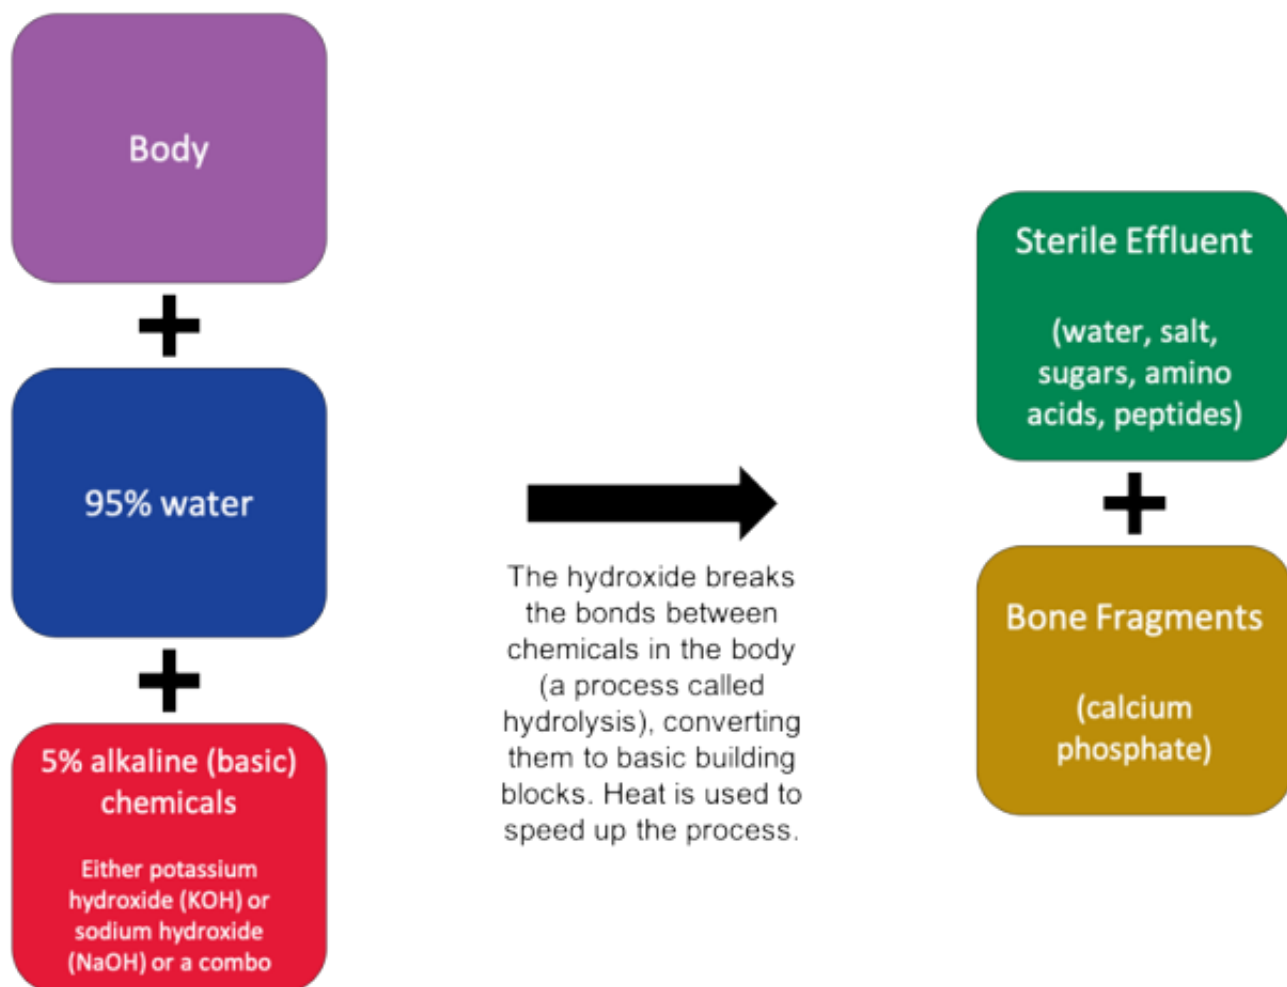 Body
+
95% water
+
5% alkaline (basic)
chemicals
Either potassium
hydroxide (KOH) or
sodium hydroxide
(NaOH) or a combo
The hydroxide breaks
the bonds between
chemicals in the body
(a process called
hydrolysis), converting
them to basic building
blocks. Heat is used to
speed up the process.
Sterile Effluent
(water, salt,
sugars, amino
acids, peptides)
+
Bone Fragments
(calcium
phosphate)